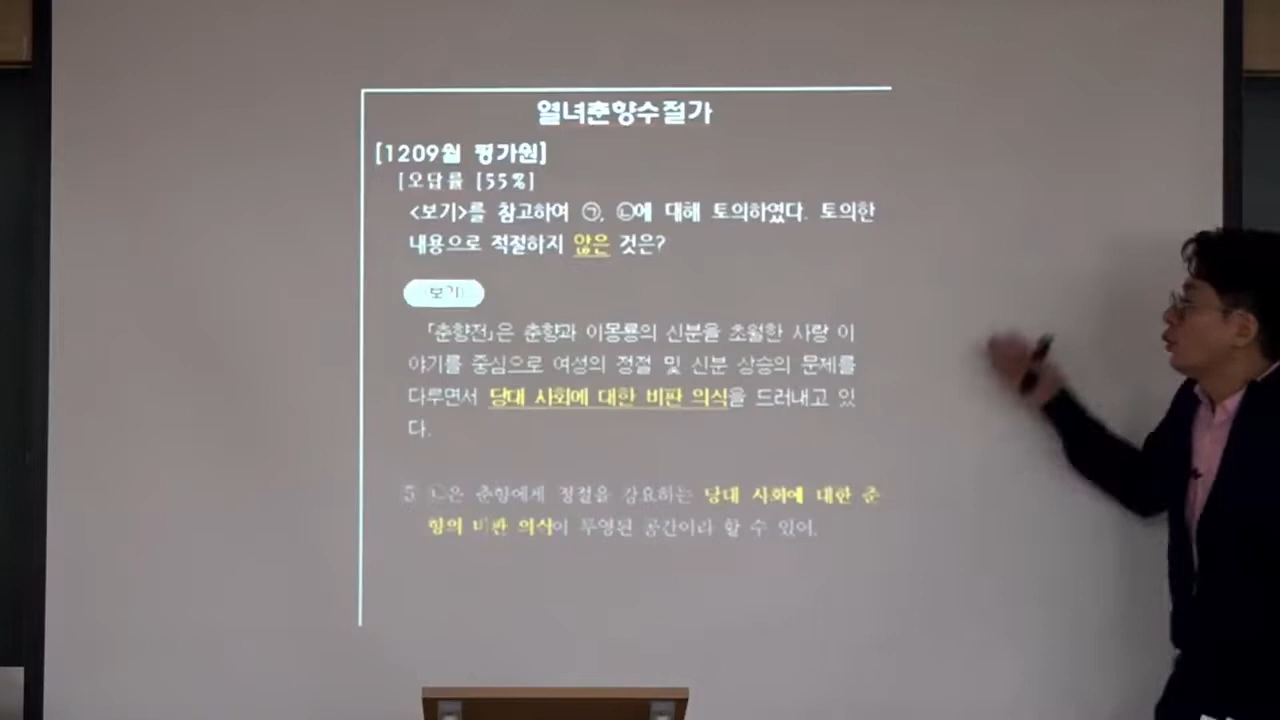 열녀춘향수절가
[1209월 평가원]
[오답률 [55%]
<보기>를 참고하여 ㉠, ㉡에 대해 토의하였다. 토의한
내용으로 적절하지 않은 것은?
보기
「춘향전」은 춘향과 이몽룡의 신분을 초월한 사랑 이
야기를 중심으로 여성의 정절 및 신분 상승의 문제를
다루면서 당대 사회에 대한 비판 의식을 드러내고 있
다.
5 ㉡은 춘향에게 정절을 강요하는 당대 사회에 대한 춘
향의 비판 의식이 투영된 공간이라 할 수 있어.